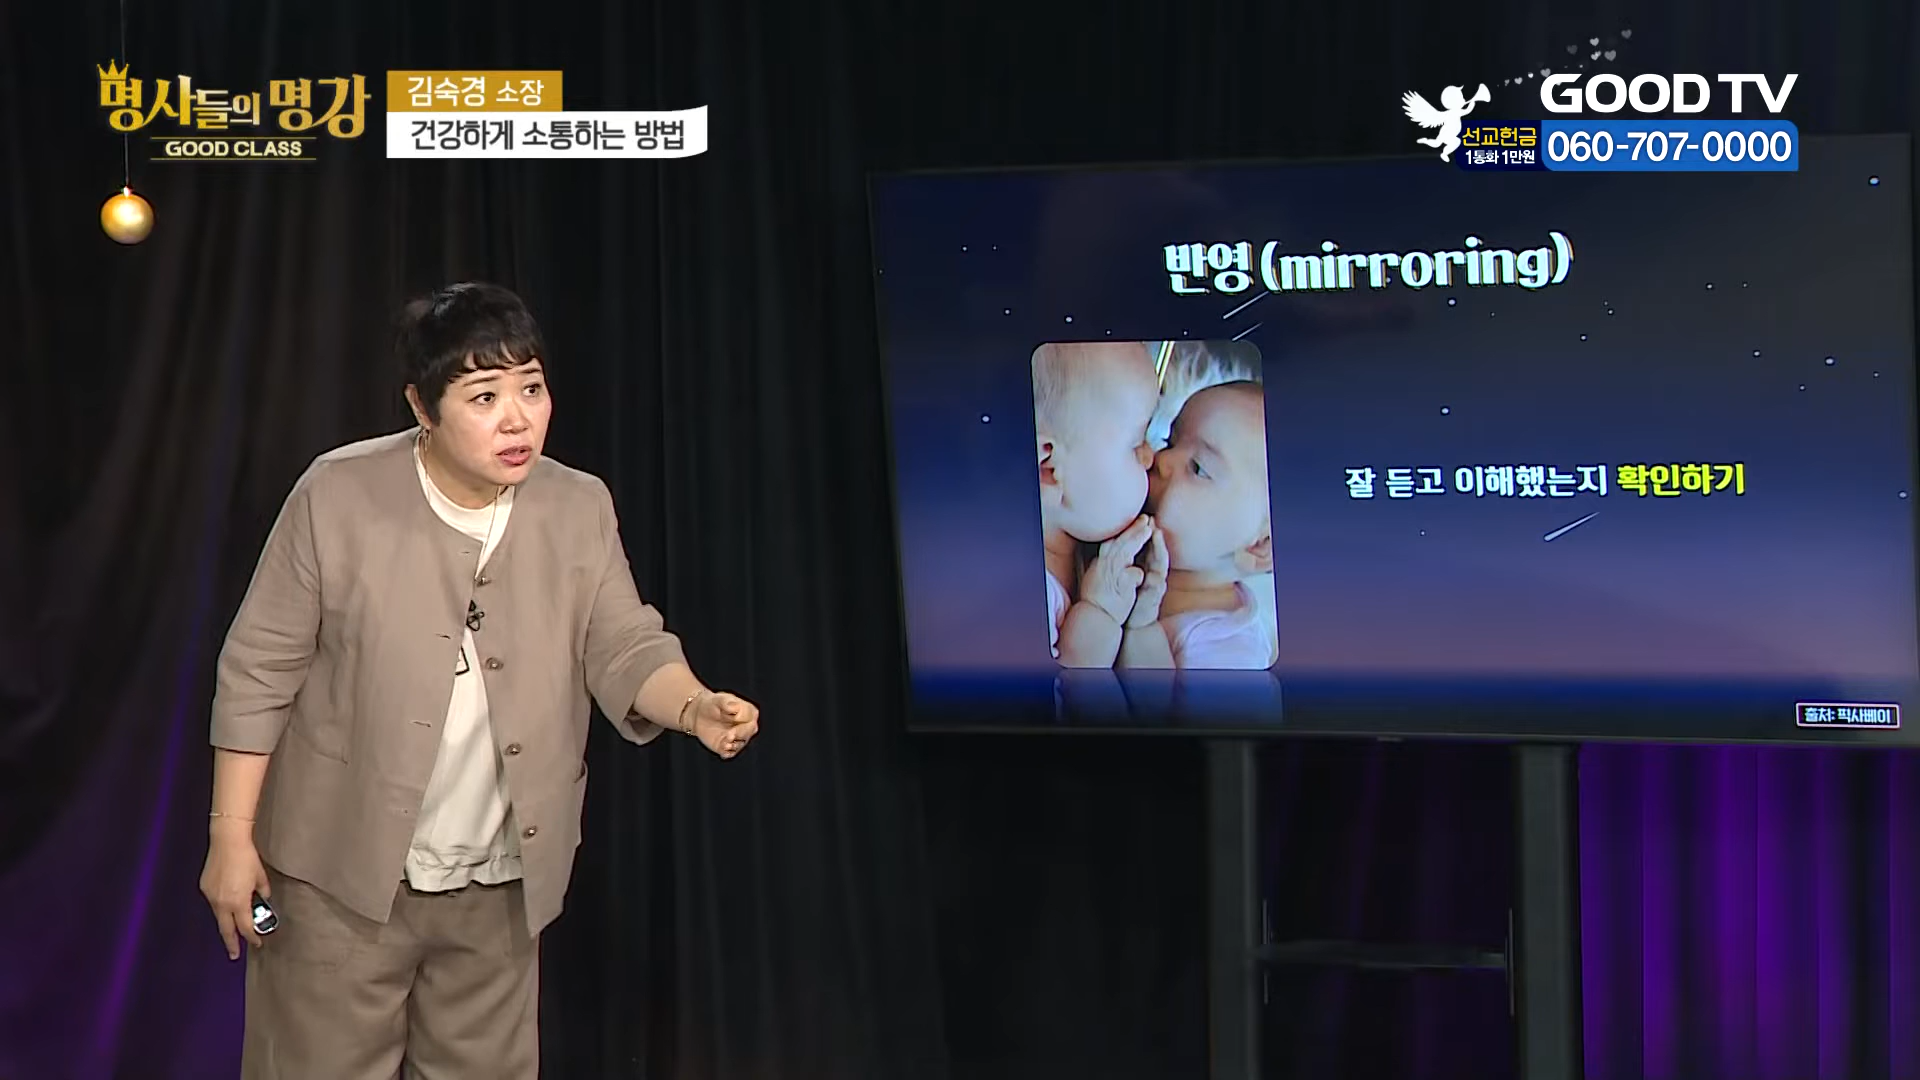 명사들의 명강
GOOD CLASS
김숙경 소장
건강하게 소통하는 방법
GOOD TV
선교헌금
1통화 1만원
060-707-0000
반영 (mirroring)
잘 듣고 이해했는지 확인하기
출처: 픽사베이